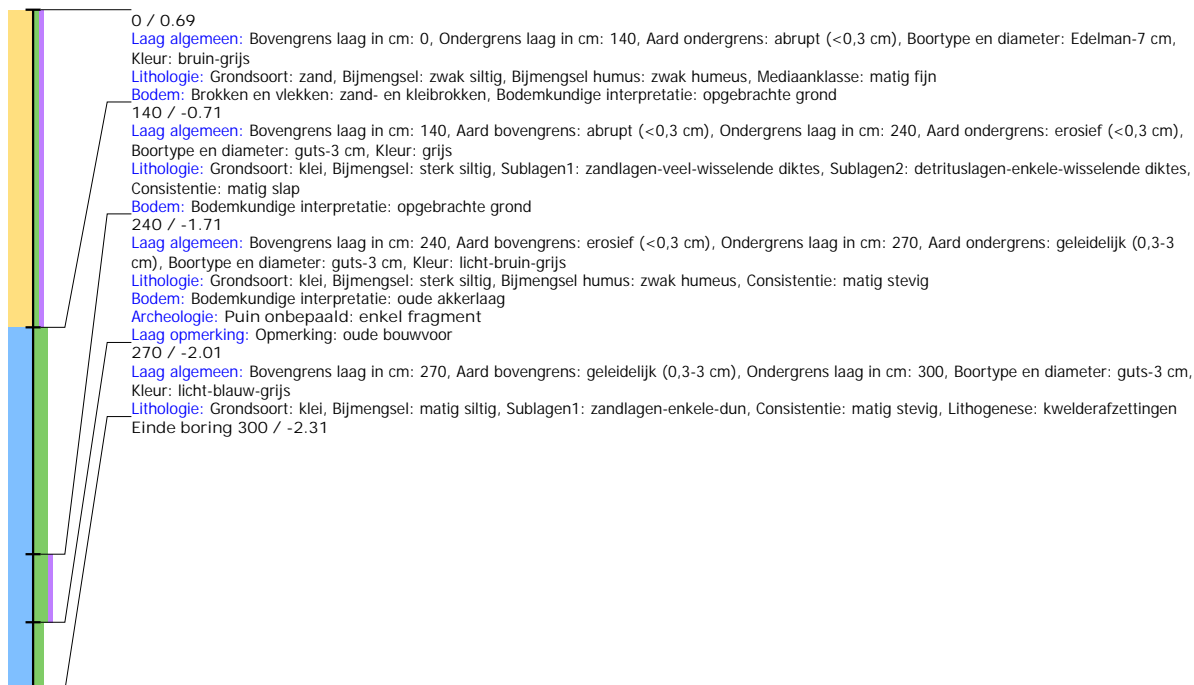 0 / 0.69
Laag algemeen: Bovengrens laag in cm: 0, Ondergrens laag in cm: 140, Aard ondergrens: abrupt (<0,3 cm), Boortype en diameter: Edelman-7 cm,
Kleur: bruin-grijs
Lithologie: Grondsoort: zand, Bijmengsel: zwak siltig, Bijmengsel humus: zwak humeus, Mediaanklasse: matig fijn
Bodem: Brokken en vlekken: zand- en kleibrokken, Bodemkundige interpretatie: opgebrachte grond
140 / -0.71
Laag algemeen: Bovengrens laag in cm: 140, Aard bovengrens: abrupt (<0,3 cm), Ondergrens laag in cm: 240, Aard ondergrens: erosief (<0,3 cm),
Boortype en diameter: guts-3 cm, Kleur: grijs
Lithologie: Grondsoort: klei, Bijmengsel: sterk siltig, Sublagen1: zandlagen-veel-wisselende diktes, Sublagen2: detrituslagen-enkele-wisselende diktes,
Consistentie: matig slap
Bodem: Bodemkundige interpretatie: opgebrachte grond
240 / -1.71
Laag algemeen: Bovengrens laag in cm: 240, Aard bovengrens: erosief (<0,3 cm), Ondergrens laag in cm: 270, Aard ondergrens: geleidelijk (0,3-3
cm), Boortype en diameter: guts-3 cm, Kleur: licht-bruin-grijs
Lithologie: Grondsoort: klei, Bijmengsel: sterk siltig, Bijmengsel humus: zwak humeus, Consistentie: matig stevig
Bodem: Bodemkundige interpretatie: oude akkerlaag
Archeologie: Puin onbepaald: enkel fragment
Laag opmerking: Opmerking: oude bouwvoor
270 / -2.01
Laag algemeen: Bovengrens laag in cm: 270, Aard bovengrens: geleidelijk (0,3-3 cm), Ondergrens laag in cm: 300, Boortype en diameter: guts-3 cm,
Kleur: licht-blauw-grijs
Lithologie: Grondsoort: klei, Bijmengsel: matig siltig, Sublagen1: zandlagen-enkele-dun, Consistentie: matig stevig, Lithogenese: kwelderafzettingen
Einde boring 300 / -2.31